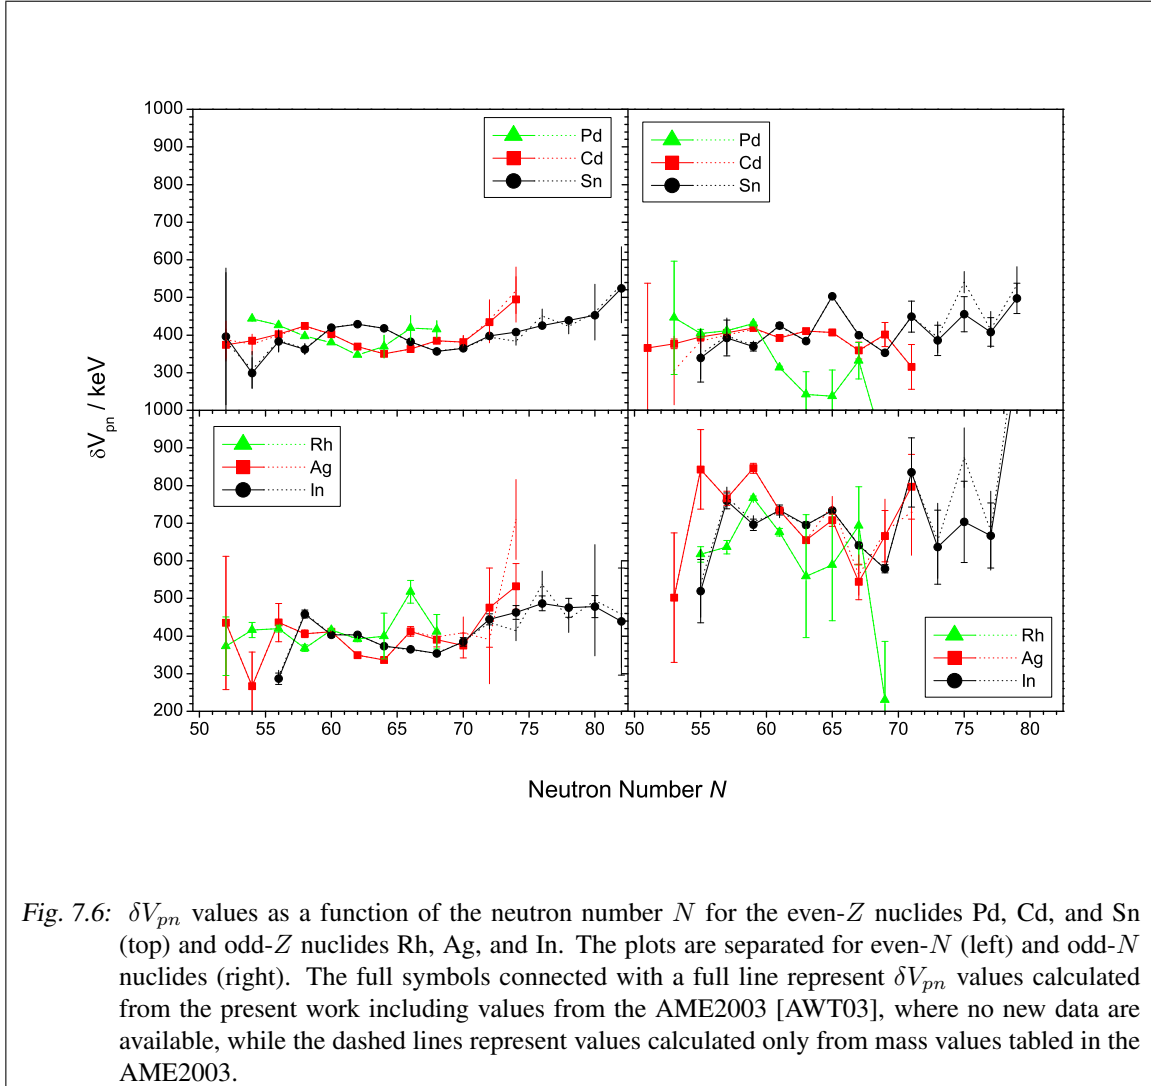 1000
900
800
700
600
500
400
300
1000
900
800
700
600
500
400
300
200
δV_pn / keV
Pd
Cd
Sn
Pd
Cd
Sn
Rh
Ag
In
Rh
Ag
In
50 55 60 65 70 75 80 50 55 60 65 70 75 80
Neutron Number N
Fig. 7.6: δV_pn values as a function of the neutron number N for the even-Z nuclides Pd, Cd, and Sn
(top) and odd-Z nuclides Rh, Ag, and In. The plots are separated for even-N (left) and odd-N
nuclides (right). The full symbols connected with a full line represent δV_pn values calculated
from the present work including values from the AME2003 [AWT03], where no new data are
available, while the dashed lines represent values calculated only from mass values tabled in the
AME2003.